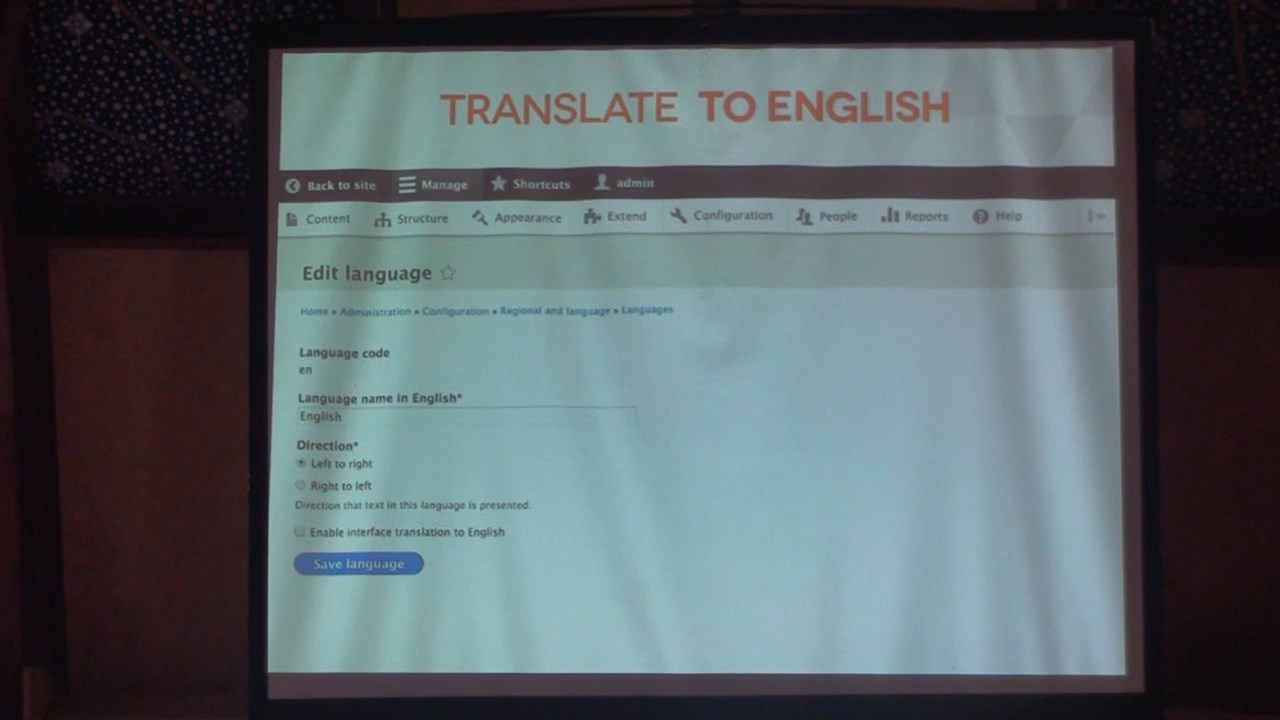 TRANSLATE TO ENGLISH
Back to site Manage Shortcuts admin
Content Structure Appearance Extend Configuration People Reports Help
Edit language
Home » Administration » Configuration » Regional and language » Languages
Language code
en
Language name in English*
English
Direction*
Left to right
Right to left
Direction that text in this language is presented.
Enable interface translation to English
Save language